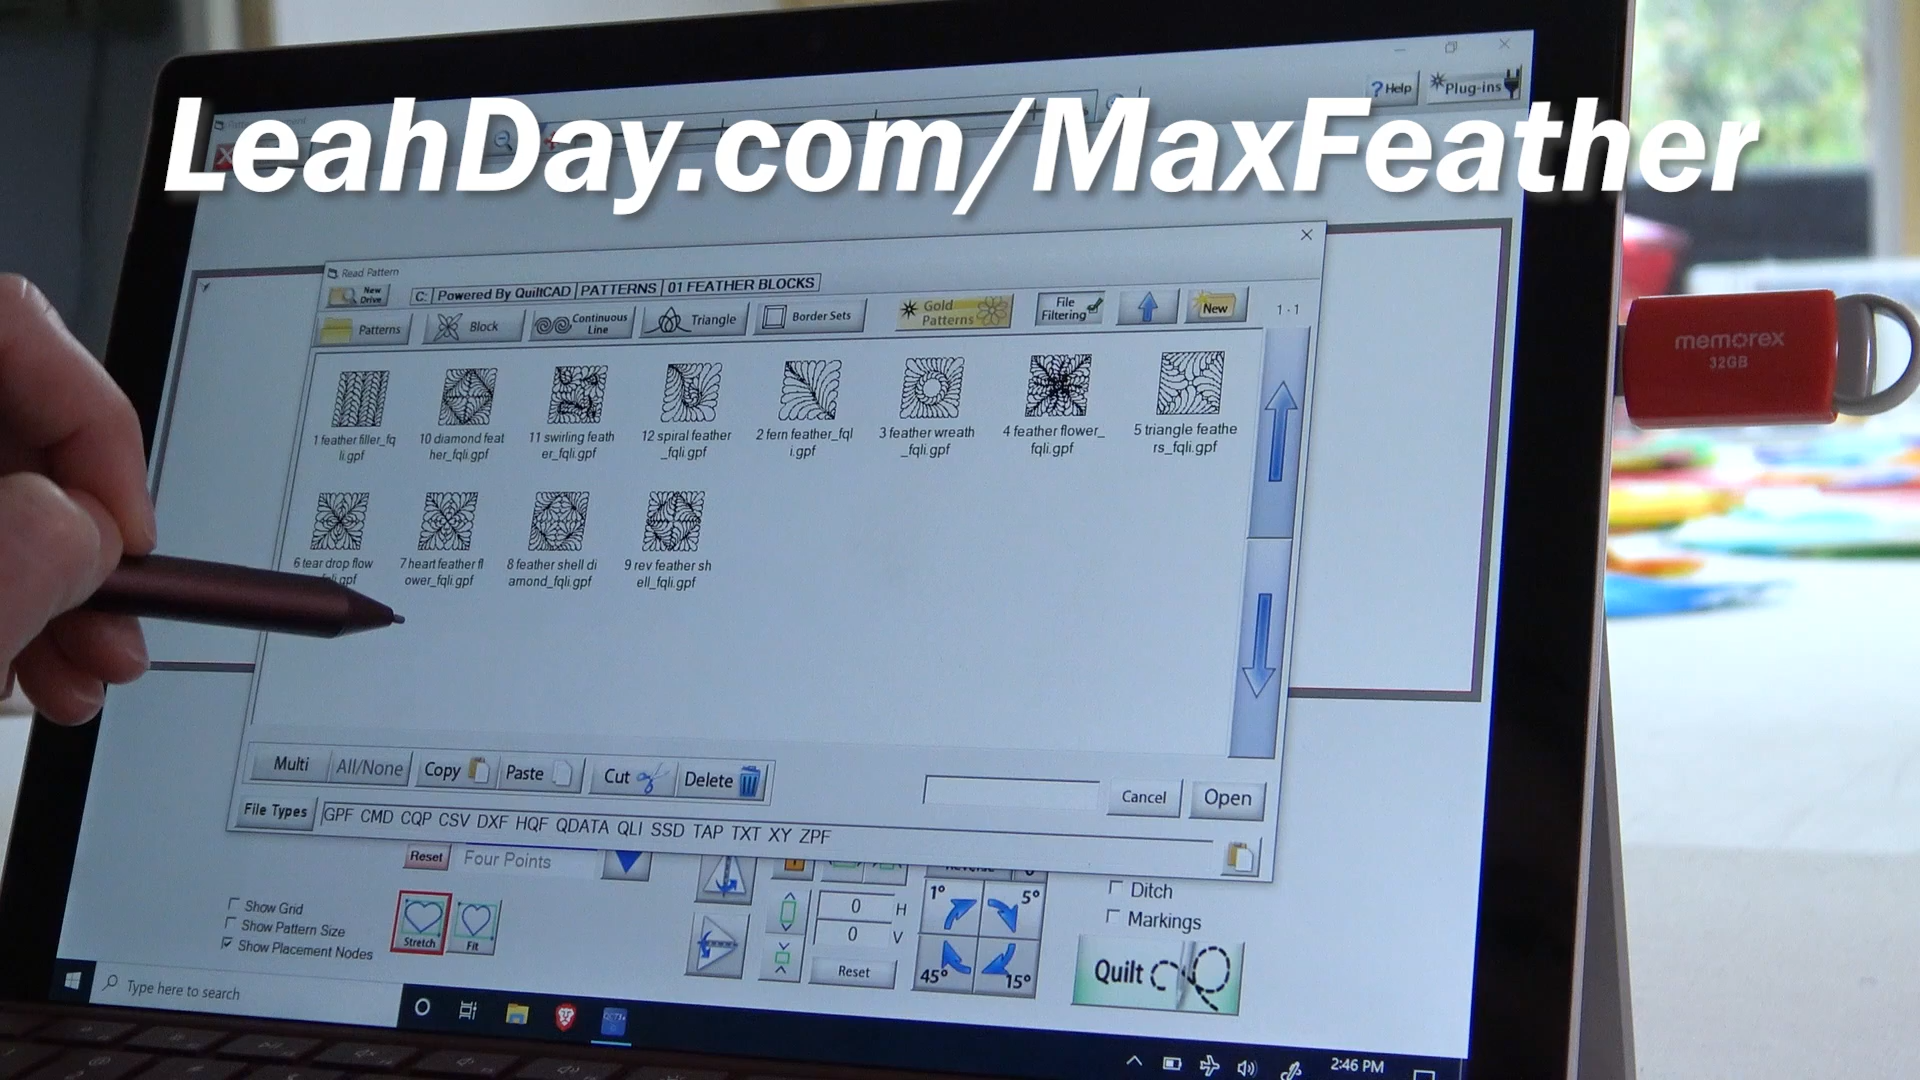 LeahDay.com/MaxFeather
Help
Plug-ins
Read Pattern
New Drive
C: Powered By QuiltCAD PATTERNS 01 FEATHER BLOCKS
Patterns
Block
Continuous Line
Triangle
Border Sets
Gold Patterns
File Filtering
New
1 - 1
memorex
32GB
1 feather filler_fq
li.gpf
10 diamond feat
her_fqli.gpf
11 swirling feath
er_fqli.gpf
12 spiral feather
_fqli.gpf
2 fern feather_fql
i.gpf
3 feather wreath
_fqli.gpf
4 feather flower_
fqli.gpf
5 triangle feathe
rs_fqli.gpf
6 tear drop flow
fqli.gpf
7 heart feather fl
ower_fqli.gpf
8 feather shell di
amond_fqli.gpf
9 rev feather sh
ell_fqli.gpf
Multi
All/None
Copy
Paste
Cut
Delete
Cancel
Open
File Types
GPF CMD CQP CSV DXF HQF QDATA QLI SSD TAP TXT XY ZPF
Reset
Four Points
Reverse
Show Grid
Show Pattern Size
Show Placement Nodes
Stretch
Fit
0 H
0 V
Reset
1° 5°
45° 15°
Ditch
Markings
Quilt
Type here to search
2:46 PM